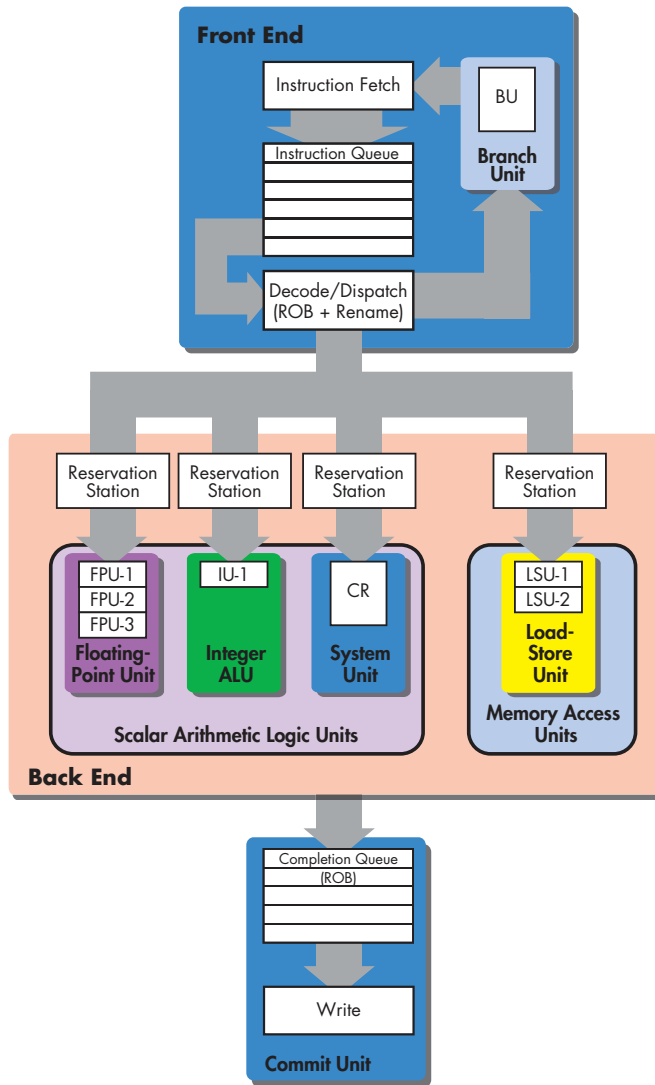 Front End
Instruction Fetch
BU
Branch
Unit
Instruction Queue
Decode/Dispatch
(ROB + Rename)
Reservation
Station
Reservation
Station
Reservation
Station
Reservation
Station
FPU-1
FPU-2
FPU-3
Floating-
Point Unit
IU-1
Integer
ALU
CR
System
Unit
Scalar Arithmetic Logic Units
LSU-1
LSU-2
Load-
Store
Unit
Memory Access
Units
Back End
Completion Queue
(ROB)
Write
Commit Unit